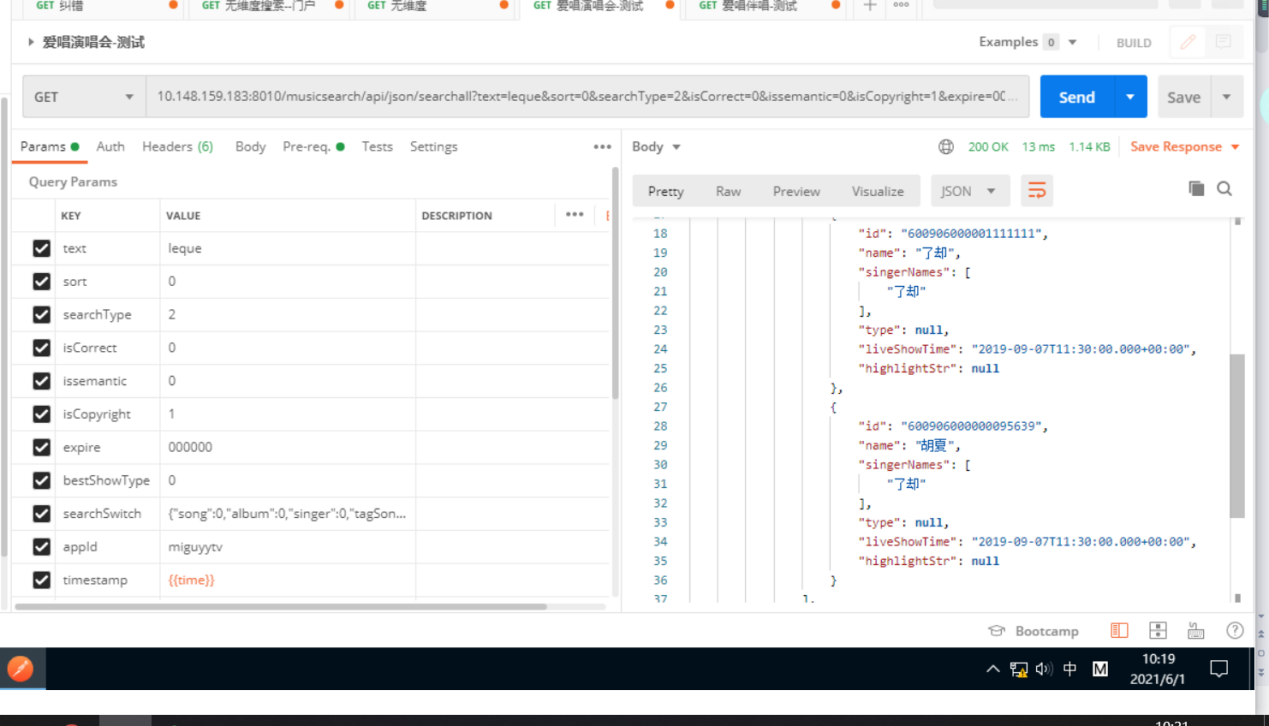 GET 纠错 GET 无维度搜索--门户 GET 无维度 GET 爱唱演唱会-测试 GET 爱唱伴唱-测试
爱唱演唱会-测试 Examples 0 BUILD
GET 10.148.159.183:8010/musicsearch/api/json/searchall?text=leque&sort=0&searchType=2&isCorrect=0&issemantic=0&isCopyright=1&expire=00... Send Save
Params Auth Headers (6) Body Pre-req. Tests Settings
Query Params
KEY VALUE DESCRIPTION
text leque
sort 0
searchType 2
isCorrect 0
issemantic 0
isCopyright 1
expire 000000
bestShowType 0
searchSwitch {"song":0,"album":0,"singer":0,"tagSon...
appId miguyytv
timestamp {{time}}
Body 200 OK 13 ms 1.14 KB Save Response
Pretty Raw Preview Visualize JSON
18 "id": "600906000001111111",
19 "name": "了却",
20 "singerNames": [
21 "了却"
22 ],
23 "type": null,
24 "liveShowTime": "2019-09-07T11:30:00.000+00:00",
25 "highlightStr": null
26 },
27 {
28 "id": "600906000000095639",
29 "name": "胡夏",
30 "singerNames": [
31 "了却"
32 ],
33 "type": null,
34 "liveShowTime": "2019-09-07T11:30:00.000+00:00",
35 "highlightStr": null
36 }
37 ],
Bootcamp
中 M 10:19
2021/6/1